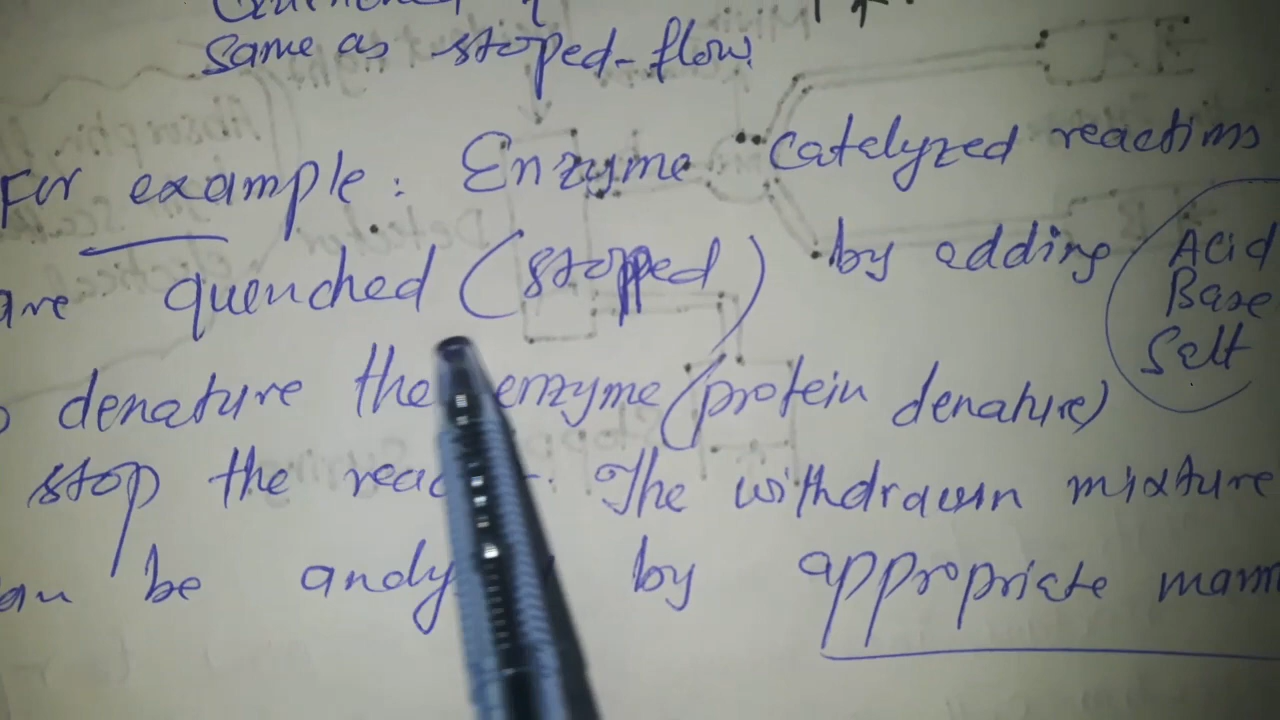 same as stoped-flow.
For example: Enzyme catalyzed reactions
are quenched (stopped) by adding Acid
Base
Salt
denature the enzyme (protein denature)
stop the reac The withdrawn mixture
be analy by appropriate mann